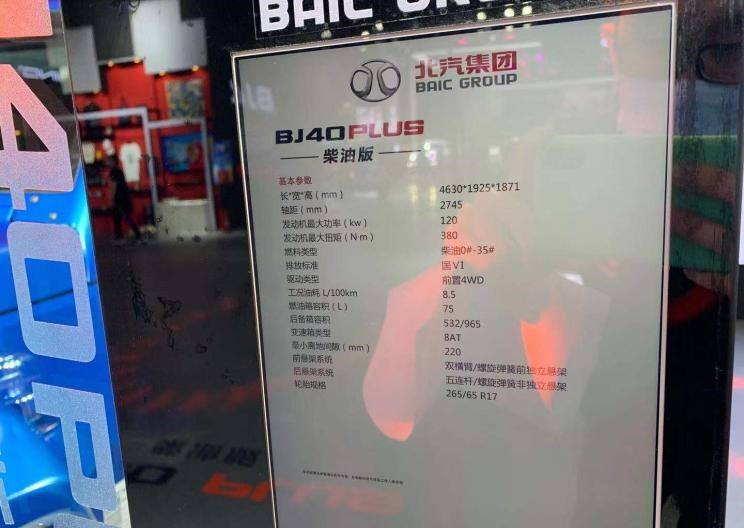 BAIC GROUP
北汽集团
BAIC GROUP
BJ40 PLUS
柴油版
基本参数
长*宽*高（mm） 4630*1925*1871
轴距（mm） 2745
发动机最大功率（kw） 120
发动机最大扭矩（N·m） 380
燃料类型 柴油0#-35#
排放标准 国VI
驱动类型 前置4WD
工况油耗 L/100km 8.5
燃油箱容积（L） 75
后备箱容积 532/965
变速箱类型 8AT
最小离地间隙（mm） 220
前悬架系统 双横臂/螺旋弹簧前独立悬架
后悬架系统 五连杆/螺旋弹簧非独立悬架
轮胎规格 265/65 R17
40 P